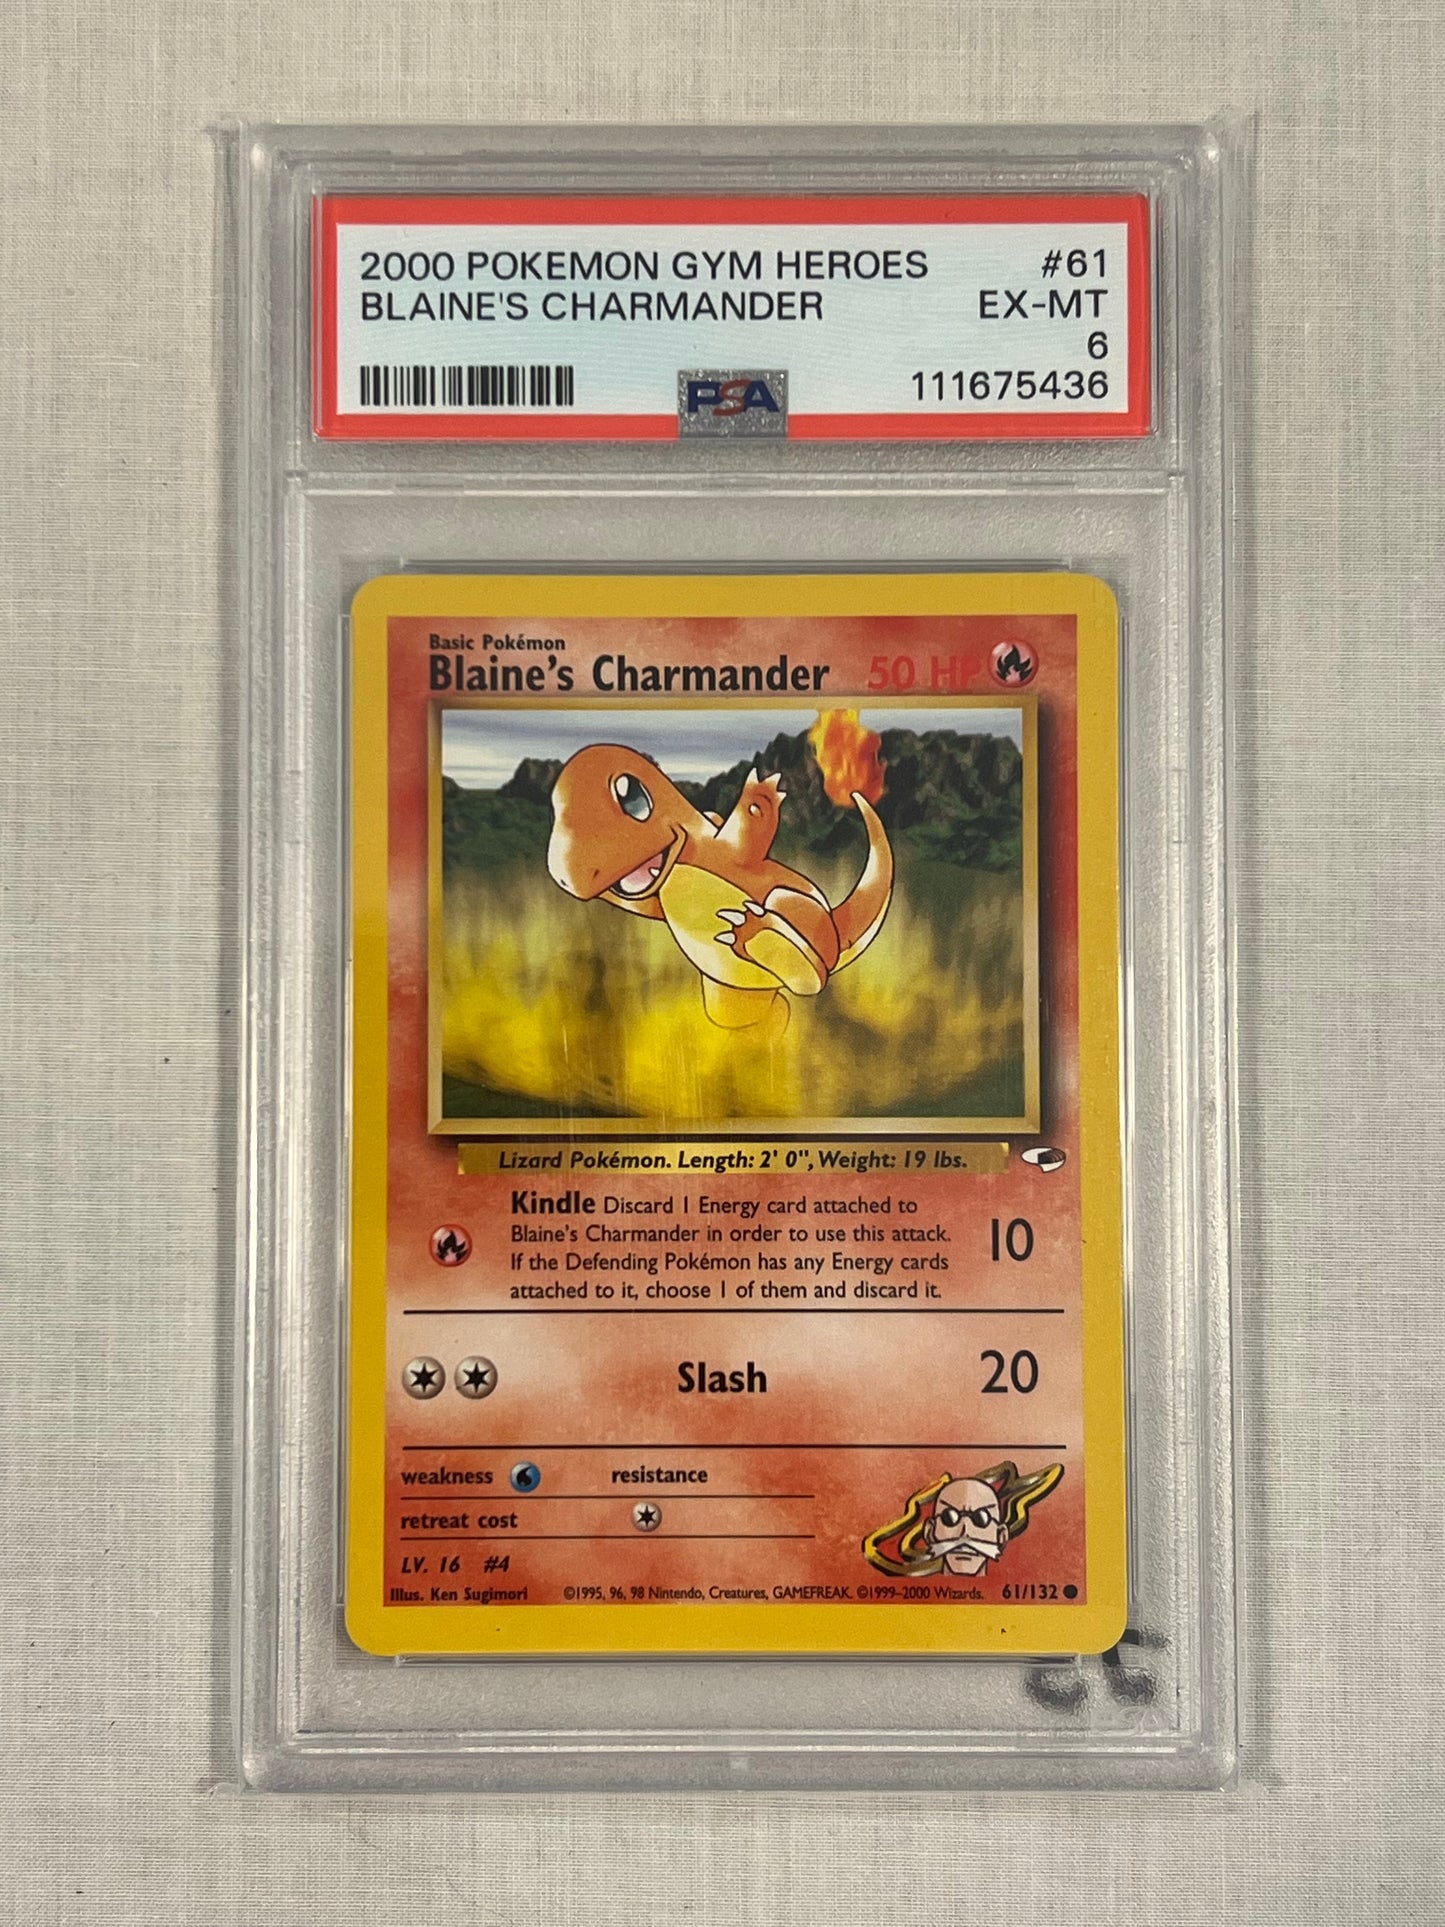 2000 POKEMON GYM HEROES #61
BLAINE'S CHARMANDER EX-MT
6
PSA 111675436
Basic Pokémon
Blaine's Charmander 50 HP
Lizard Pokémon. Length: 2' 0", Weight: 19 lbs.
Kindle Discard 1 Energy card attached to
Blaine's Charmander in order to use this attack.
If the Defending Pokémon has any Energy cards
attached to it, choose 1 of them and discard it.
10
Slash 20
weakness resistance
retreat cost
LV. 16 #4
Illus. Ken Sugimori ©1995, 96, 98 Nintendo, Creatures, GAMEFREAK. ©1999-2000 Wizards. 61/132